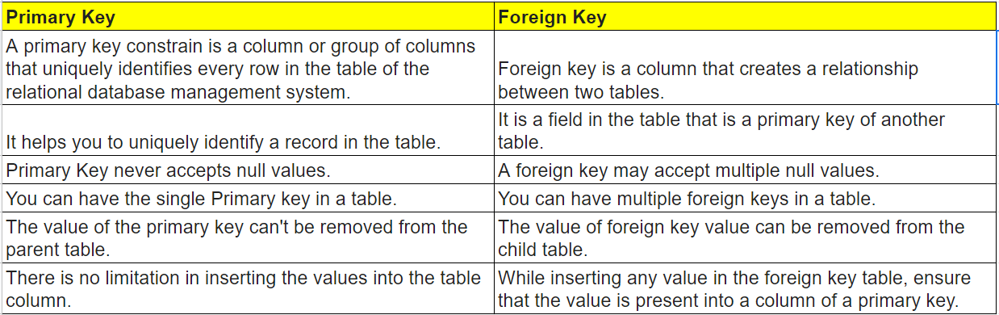 Primary Key
Foreign Key
A primary key constrain is a column or group of columns
that uniquely identifies every row in the table of the
relational database management system.
Foreign key is a column that creates a relationship
between two tables.
It helps you to uniquely identify a record in the table.
It is a field in the table that is a primary key of another
table.
Primary Key never accepts null values.
A foreign key may accept multiple null values.
You can have the single Primary key in a table.
You can have multiple foreign keys in a table.
The value of the primary key can't be removed from the
parent table.
The value of foreign key value can be removed from the
child table.
There is no limitation in inserting the values into the table
column.
While inserting any value in the foreign key table, ensure
that the value is present into a column of a primary key.